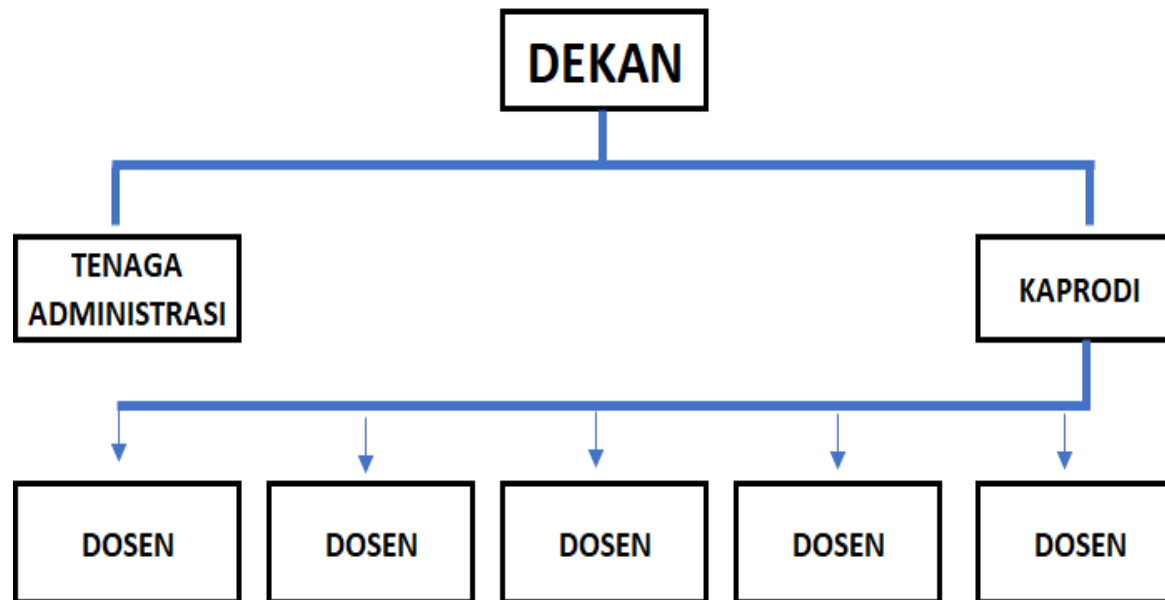 DEKAN
TENAGA
ADMINISTRASI
KAPRODI
DOSEN
DOSEN
DOSEN
DOSEN
DOSEN